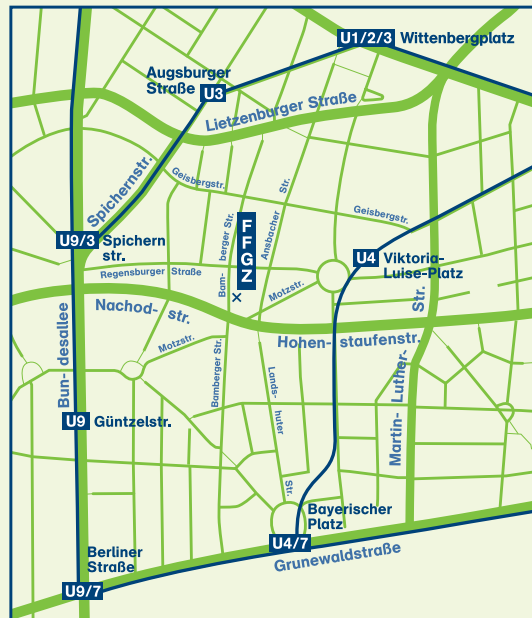 U1/2/3 Wittenbergplatz
Augsburger
Straße
U3
Lietzenburger Straße
Spichernstr.
Geisbergstr.
Ansbacher Str.
Geisbergstr.
Bam- berger Str.
FFGZ
U9/3 Spichern
str.
U4 Viktoria-
Luise-Platz
Regensburger Straße
Motzstr.
Nachod- str.
Hohen- staufenstr.
Martin- Luther- Str.
Bun- desallee
Motzstr.
Bamberger Str.
Lands- huter Str.
U9 Güntzelstr.
Bayerischer
Platz
U4/7
Grunewaldstraße
Berliner
Straße
U9/7